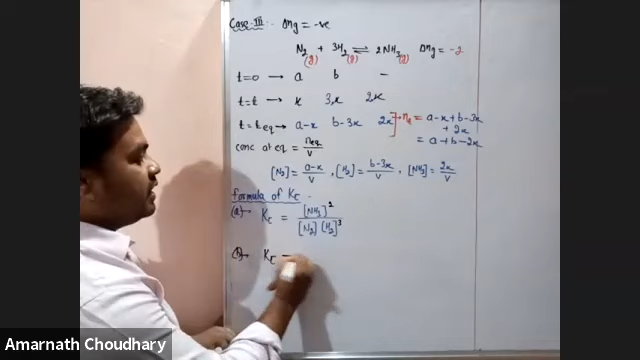 Case-III :- Δng = -ve
N2(g) + 3H2(g) ⇌ 2NH3(g) Δng = -2
t=0 → a b -
t=t → x 3x 2x
t=teq → a-x b-3x 2x] → nt = a-x+b-3x
+ 2x
= a+b-2x
conc at eq = neq/V
[N2] = a-x/V , [H2] = b-3x/V , [NH3] = 2x/V
formula of Kc .
(a) → Kc = [NH3]^2/[N2][H2]^3
(b) → Kc =
Amarnath Choudhary